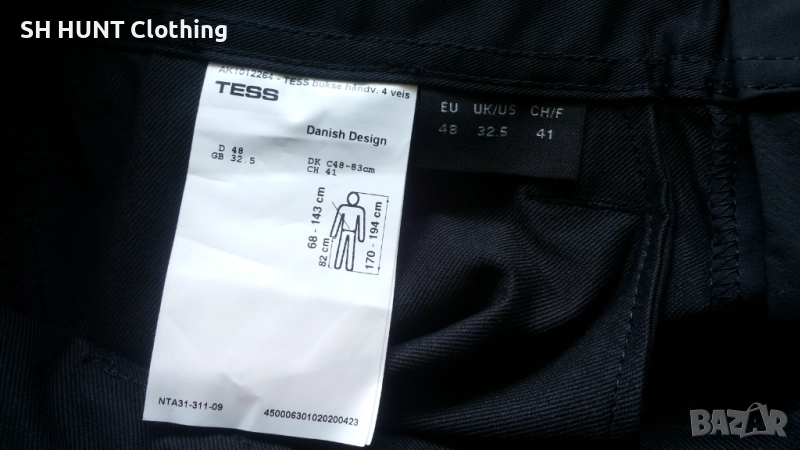 SH HUNT Clothing
AK1012264 - TESS bukse håndv. 4 veis
TESS
Danish Design
D 48
GB 32.5
DK C48-83cm
CH 41
68 - 143 cm
82 cm
170 - 194 cm
NTA31-311-09
450006301020200423
EU UK/US CH/F
48 32.5 41
BAZAR